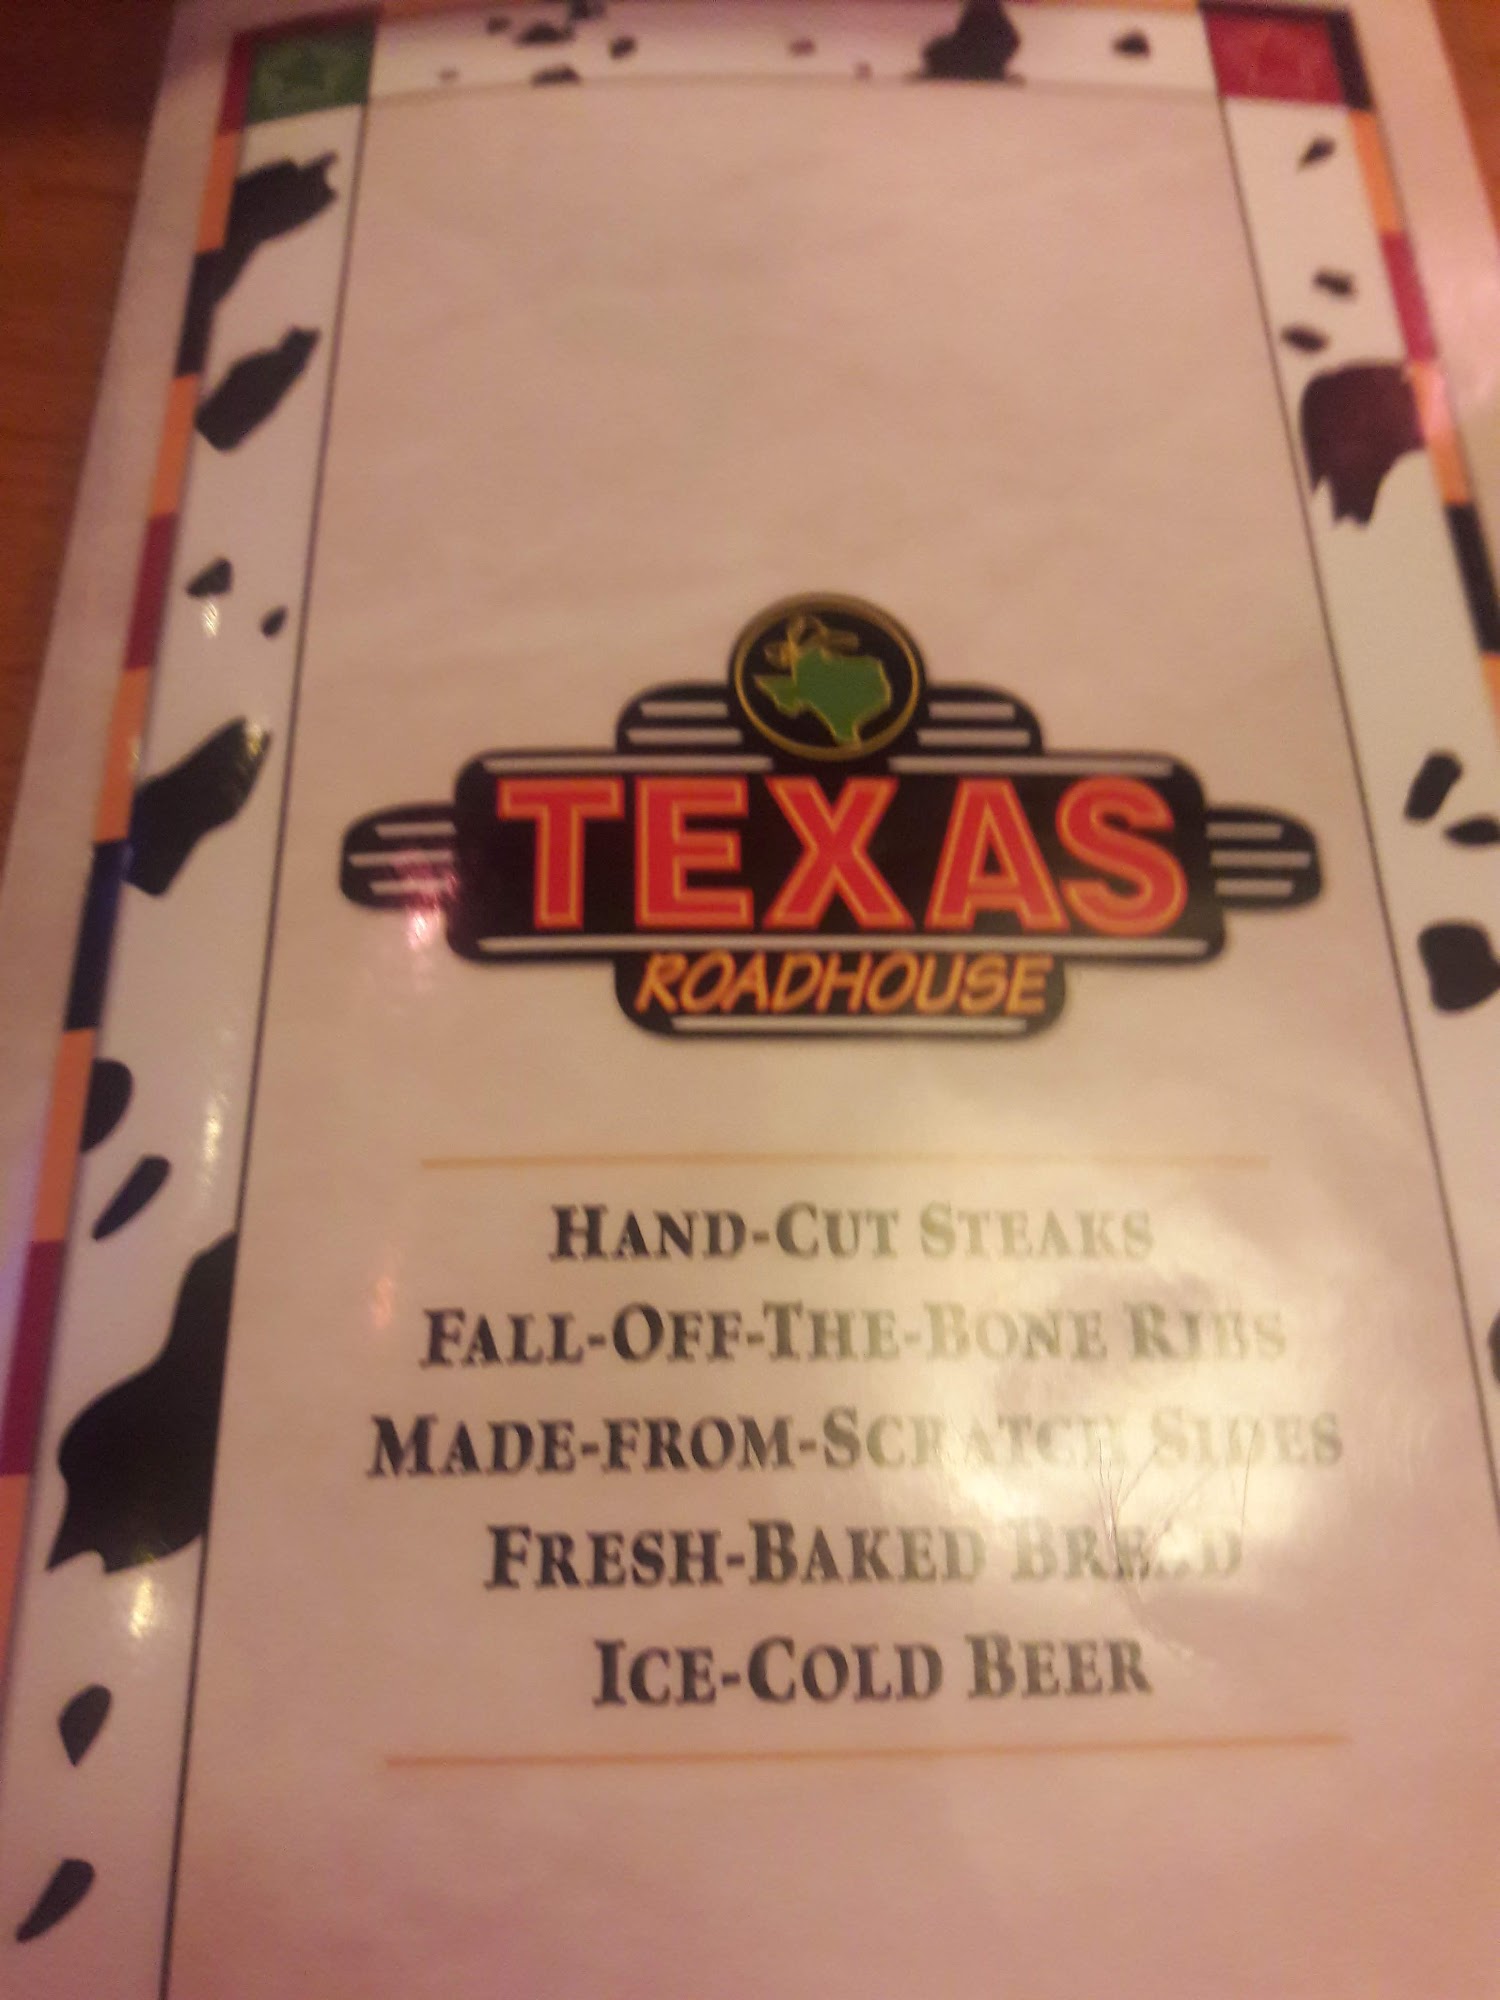 TEXAS
ROADHOUSE
HAND-CUT STEAKS
FALL-OFF-THE-BONE RIBS
MADE-FROM-SCRATCH SIDES
FRESH-BAKED BREAD
ICE-COLD BEER